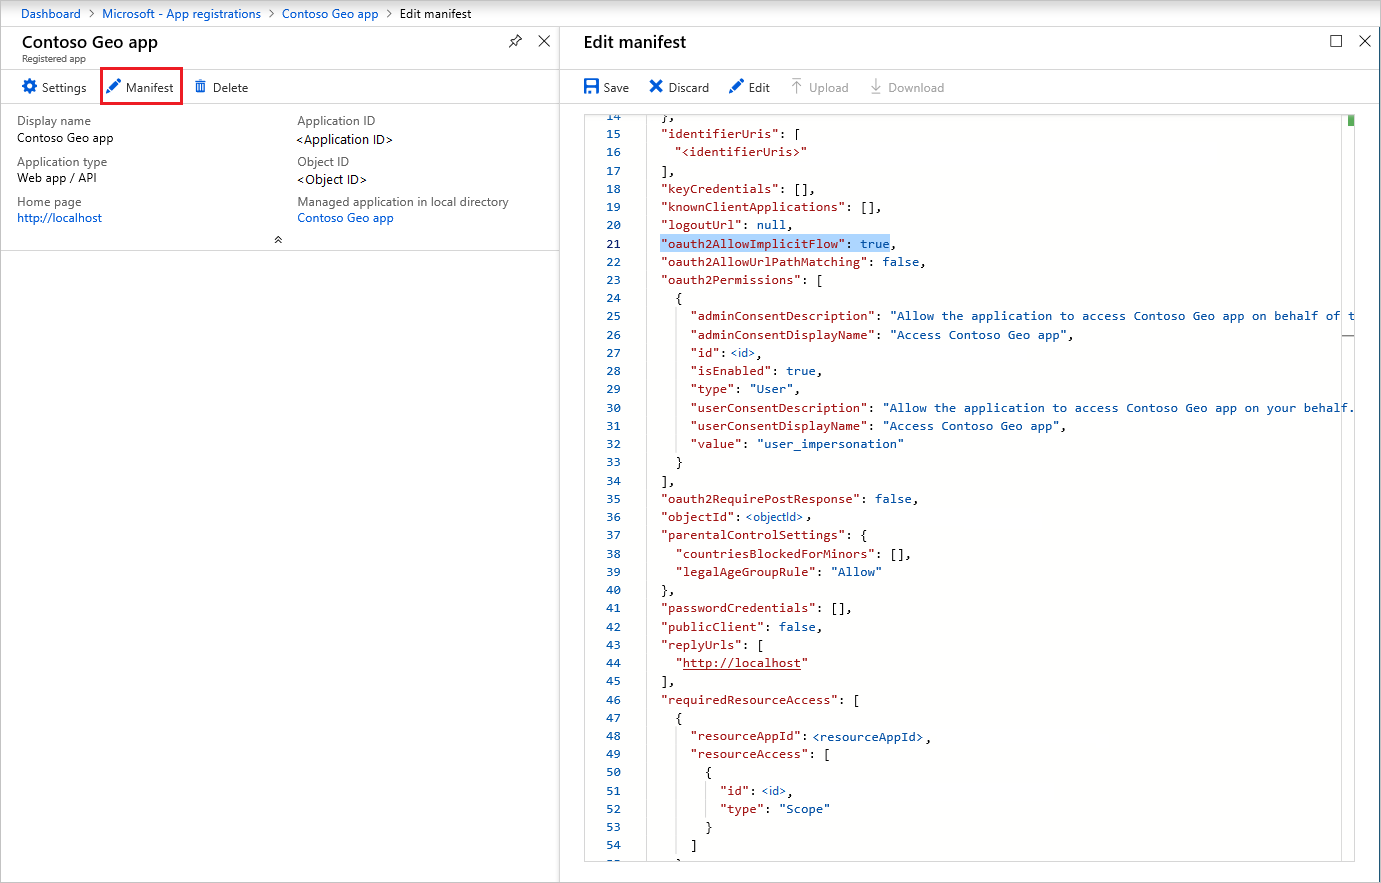 Dashboard > Microsoft - App registrations > Contoso Geo app > Edit manifest
Contoso Geo app
Registered app
Settings Manifest Delete
Display name
Contoso Geo app
Application ID
<Application ID>
Application type
Web app / API
Object ID
<Object ID>
Home page
http://localhost
Managed application in local directory
Contoso Geo app
Edit manifest
Save Discard Edit Upload Download
14 },
15 "identifierUris": [
16 "<identifierUris>"
17 ],
18 "keyCredentials": [],
19 "knownClientApplications": [],
20 "logoutUrl": null,
21 "oauth2AllowImplicitFlow": true,
22 "oauth2AllowUrlPathMatching": false,
23 "oauth2Permissions": [
24 {
25 "adminConsentDescription": "Allow the application to access Contoso Geo app on behalf of t
26 "adminConsentDisplayName": "Access Contoso Geo app",
27 "id": <id>,
28 "isEnabled": true,
29 "type": "User",
30 "userConsentDescription": "Allow the application to access Contoso Geo app on your behalf.
31 "userConsentDisplayName": "Access Contoso Geo app",
32 "value": "user_impersonation"
33 }
34 ],
35 "oauth2RequirePostResponse": false,
36 "objectId": <objectId>,
37 "parentalControlSettings": {
38 "countriesBlockedForMinors": [],
39 "legalAgeGroupRule": "Allow"
40 },
41 "passwordCredentials": [],
42 "publicClient": false,
43 "replyUrls": [
44 "http://localhost"
45 ],
46 "requiredResourceAccess": [
47 {
48 "resourceAppId": <resourceAppId>,
49 "resourceAccess": [
50 {
51 "id": <id>,
52 "type": "Scope"
53 }
54 ]